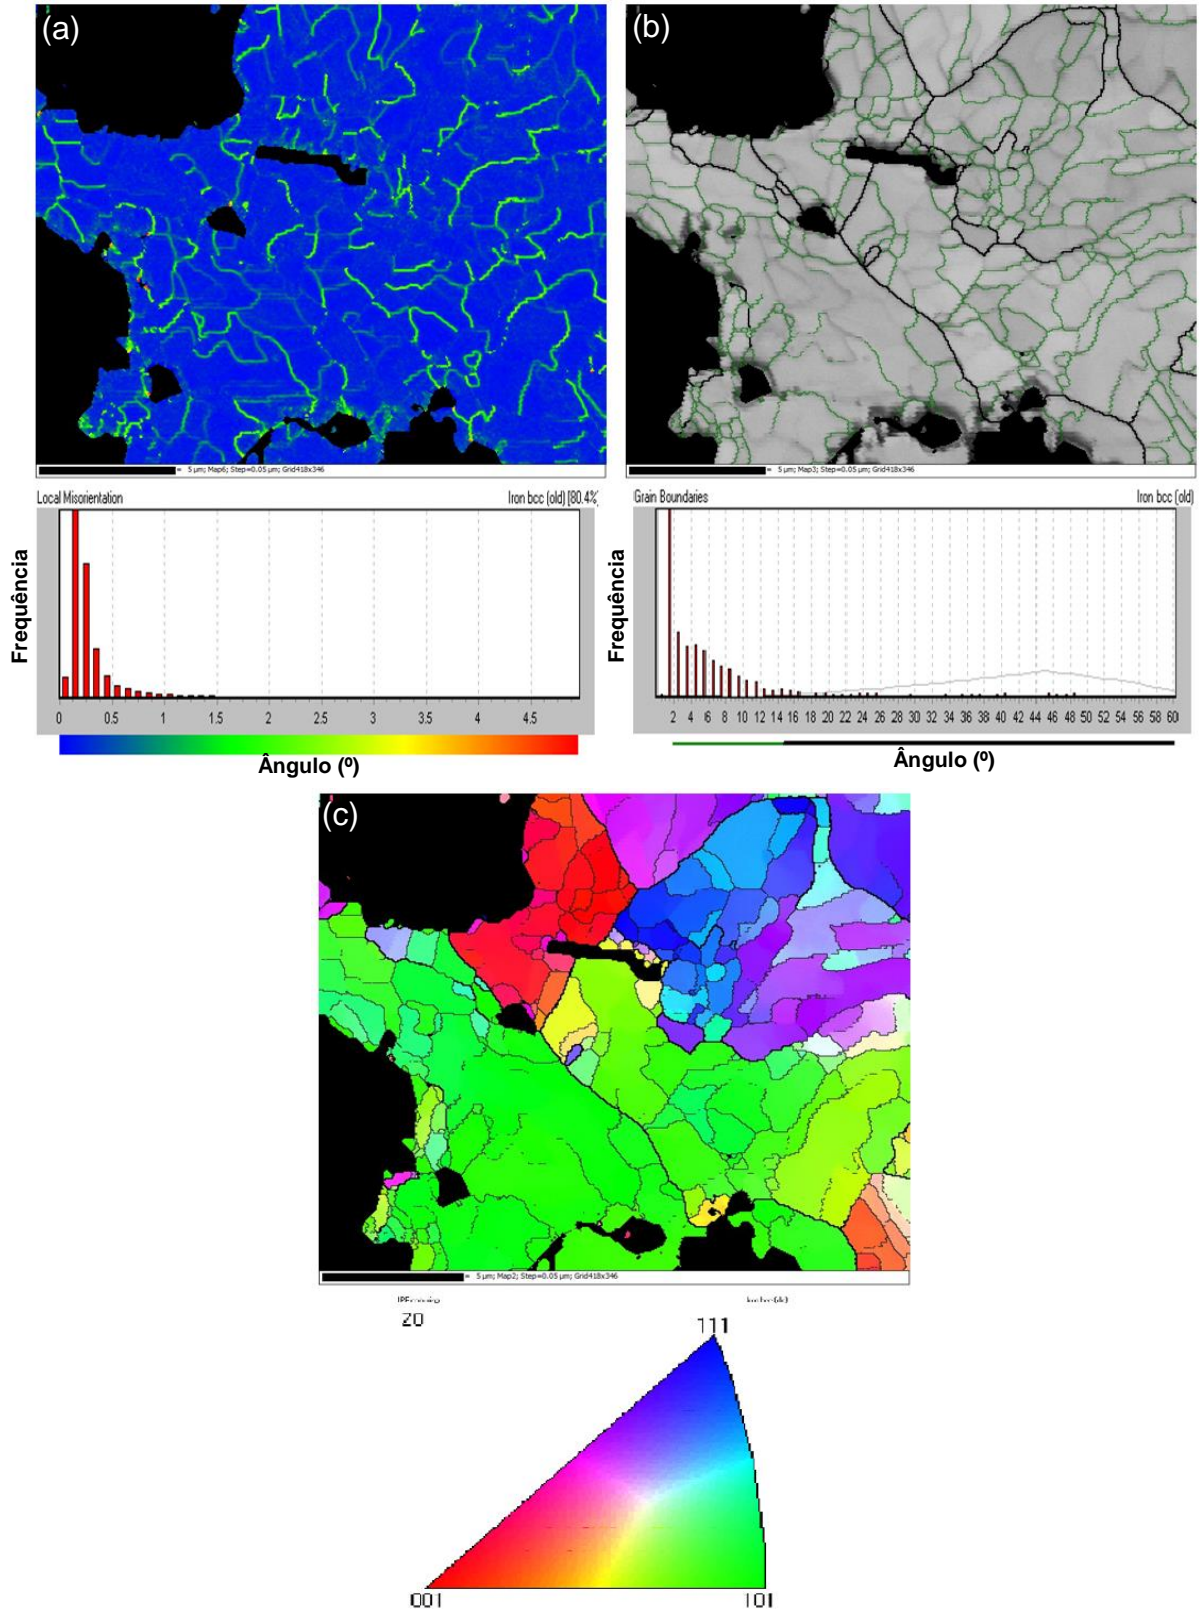 (a)
(b)
= 5 µm; Map6; Step=0.05 µm; Grid418x346
= 5 µm; Map3; Step=0.05 µm; Grid418x346
Local Misorientation Iron bcc (old) [80.4%]
Grain Boundaries Iron bcc (old)
Frequência
Frequência
0 0.5 1 1.5 2 2.5 3 3.5 4 4.5
2 4 6 8 10 12 14 16 18 20 22 24 26 28 30 32 34 36 38 40 42 44 46 48 50 52 54 56 58 60
Ângulo (º)
Ângulo (º)
(c)
= 5 µm; Map2; Step=0.05 µm; Grid418x346
Z0
111
001
101